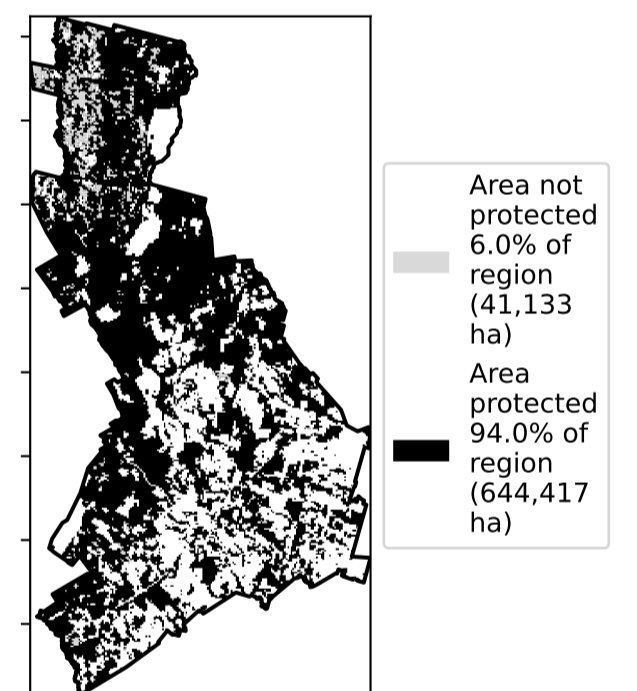 Area not
protected
6.0% of
region
(41,133
ha)
Area
protected
94.0% of
region
(644,417
ha)